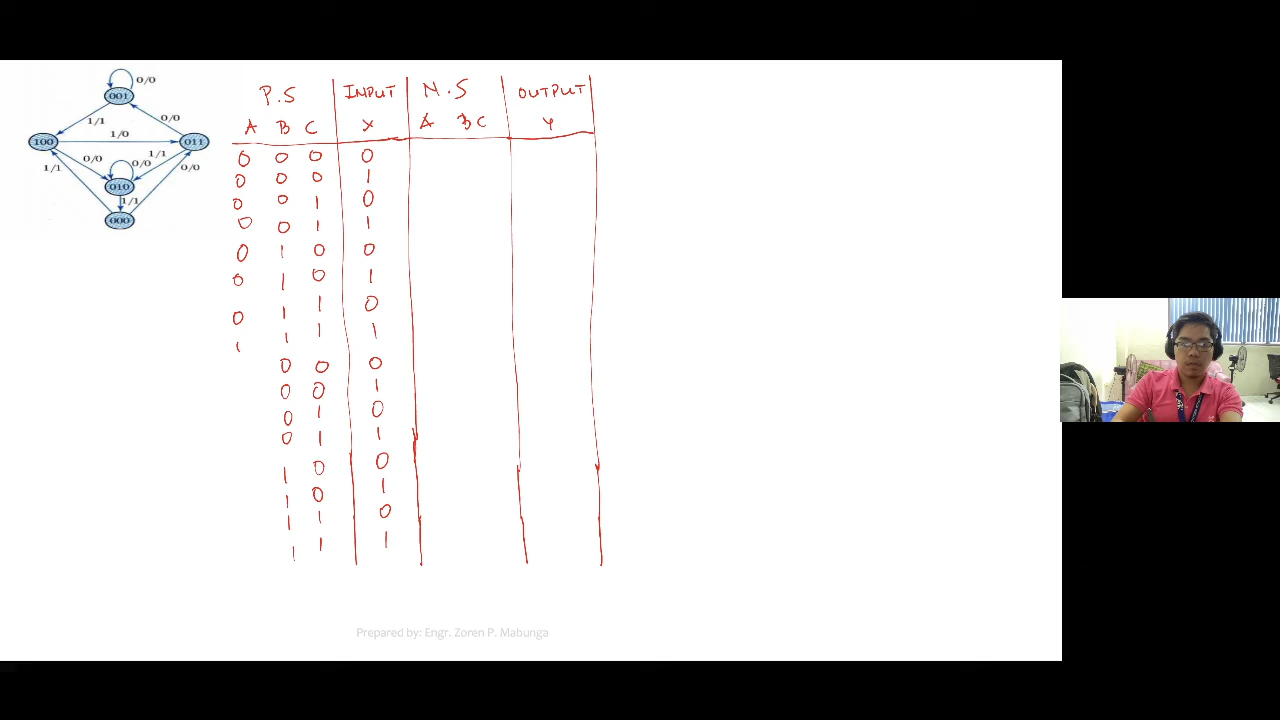 0/0
001
1/1
0/0
100
1/0
011
0/0
1/1
0/0
1/1
010
0/0
1/1
000
P.S INPUT N.S OUTPUT
A B C X A B C Y
0 0 0 0
0 0 0 1
0 0 1 0
0 0 1 1
0 1 0 0
0 1 0 1
0 1 1 0
1 1 1 1
0 0 0
0 0 1
0 1 0
0 1 1
1 0 0
1 0 1
1 1 0
1 1 1
Prepared by: Engr. Zoren P. Mabunga